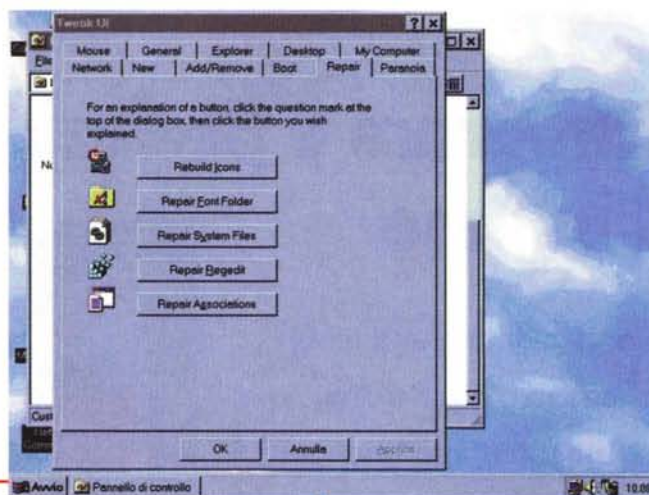 Tweak UI
Mouse General Explorer Desktop My Computer
Network New Add/Remove Boot Repair Paranoia
For an explanation of a button, click the question mark at the
top of the dialog box, then click the button you wish
explained.
Rebuild Icons
Repair Font Folder
Repair System Files
Repair Regedit
Repair Associations
OK Annulla Applica
Avvio Pannello di controllo